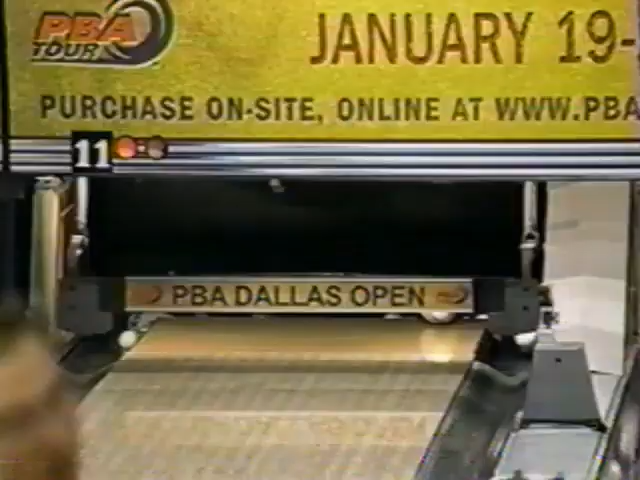 PBA
TOUR
JANUARY 19-
PURCHASE ON-SITE, ONLINE AT WWW.PBA
11
PBA DALLAS OPEN